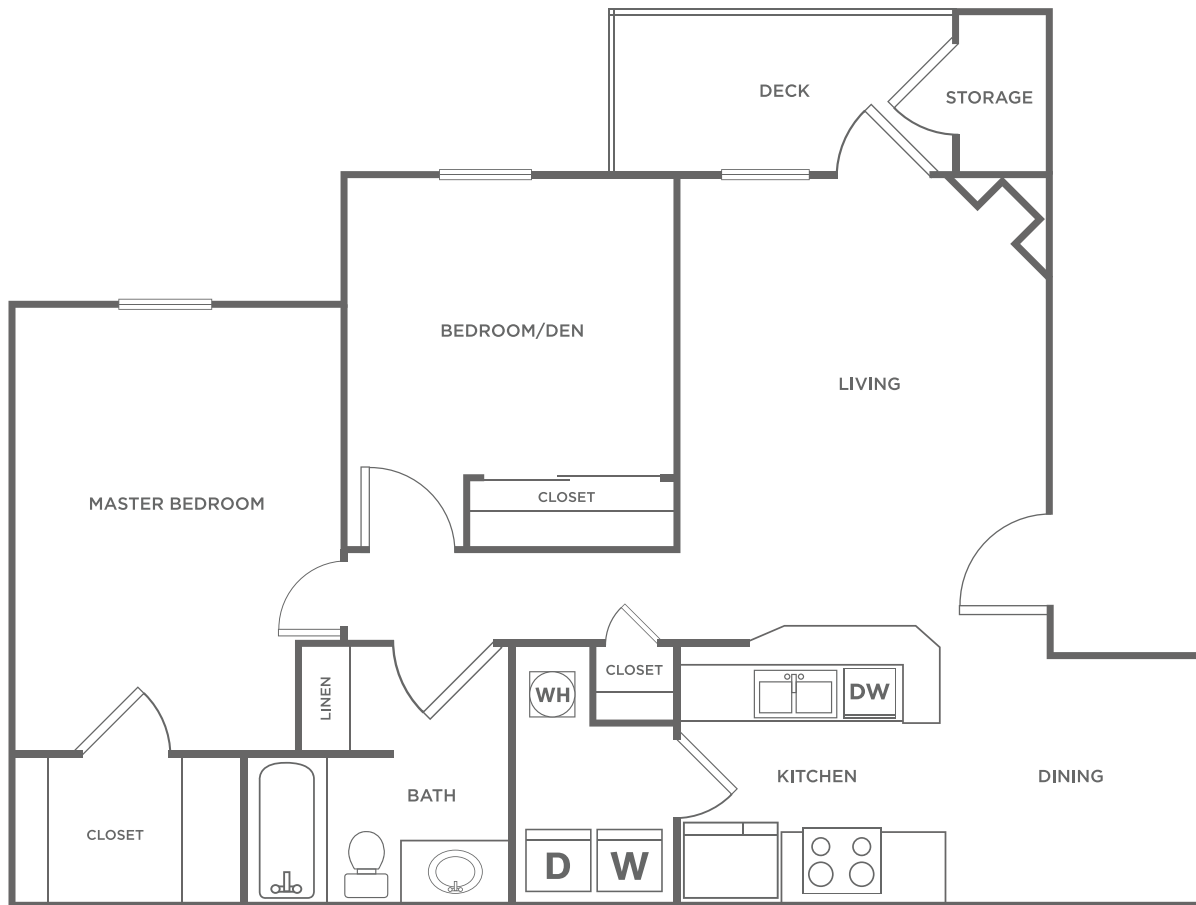 DECK
STORAGE
BEDROOM/DEN
LIVING
CLOSET
MASTER BEDROOM
CLOSET
LINEN
WH
DW
KITCHEN
DINING
BATH
CLOSET
D
W